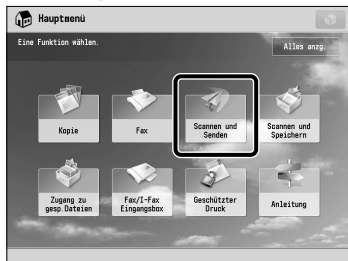 Hauptmenü
Eine Funktion wählen.
Alles anzg.
Kopie
Fax
Scannen und
Senden
Scannen und
Speichern
Zugang zu
gesp.Dateien
Fax/I-Fax
Eingangsbox
Geschützter
Druck
Anleitung